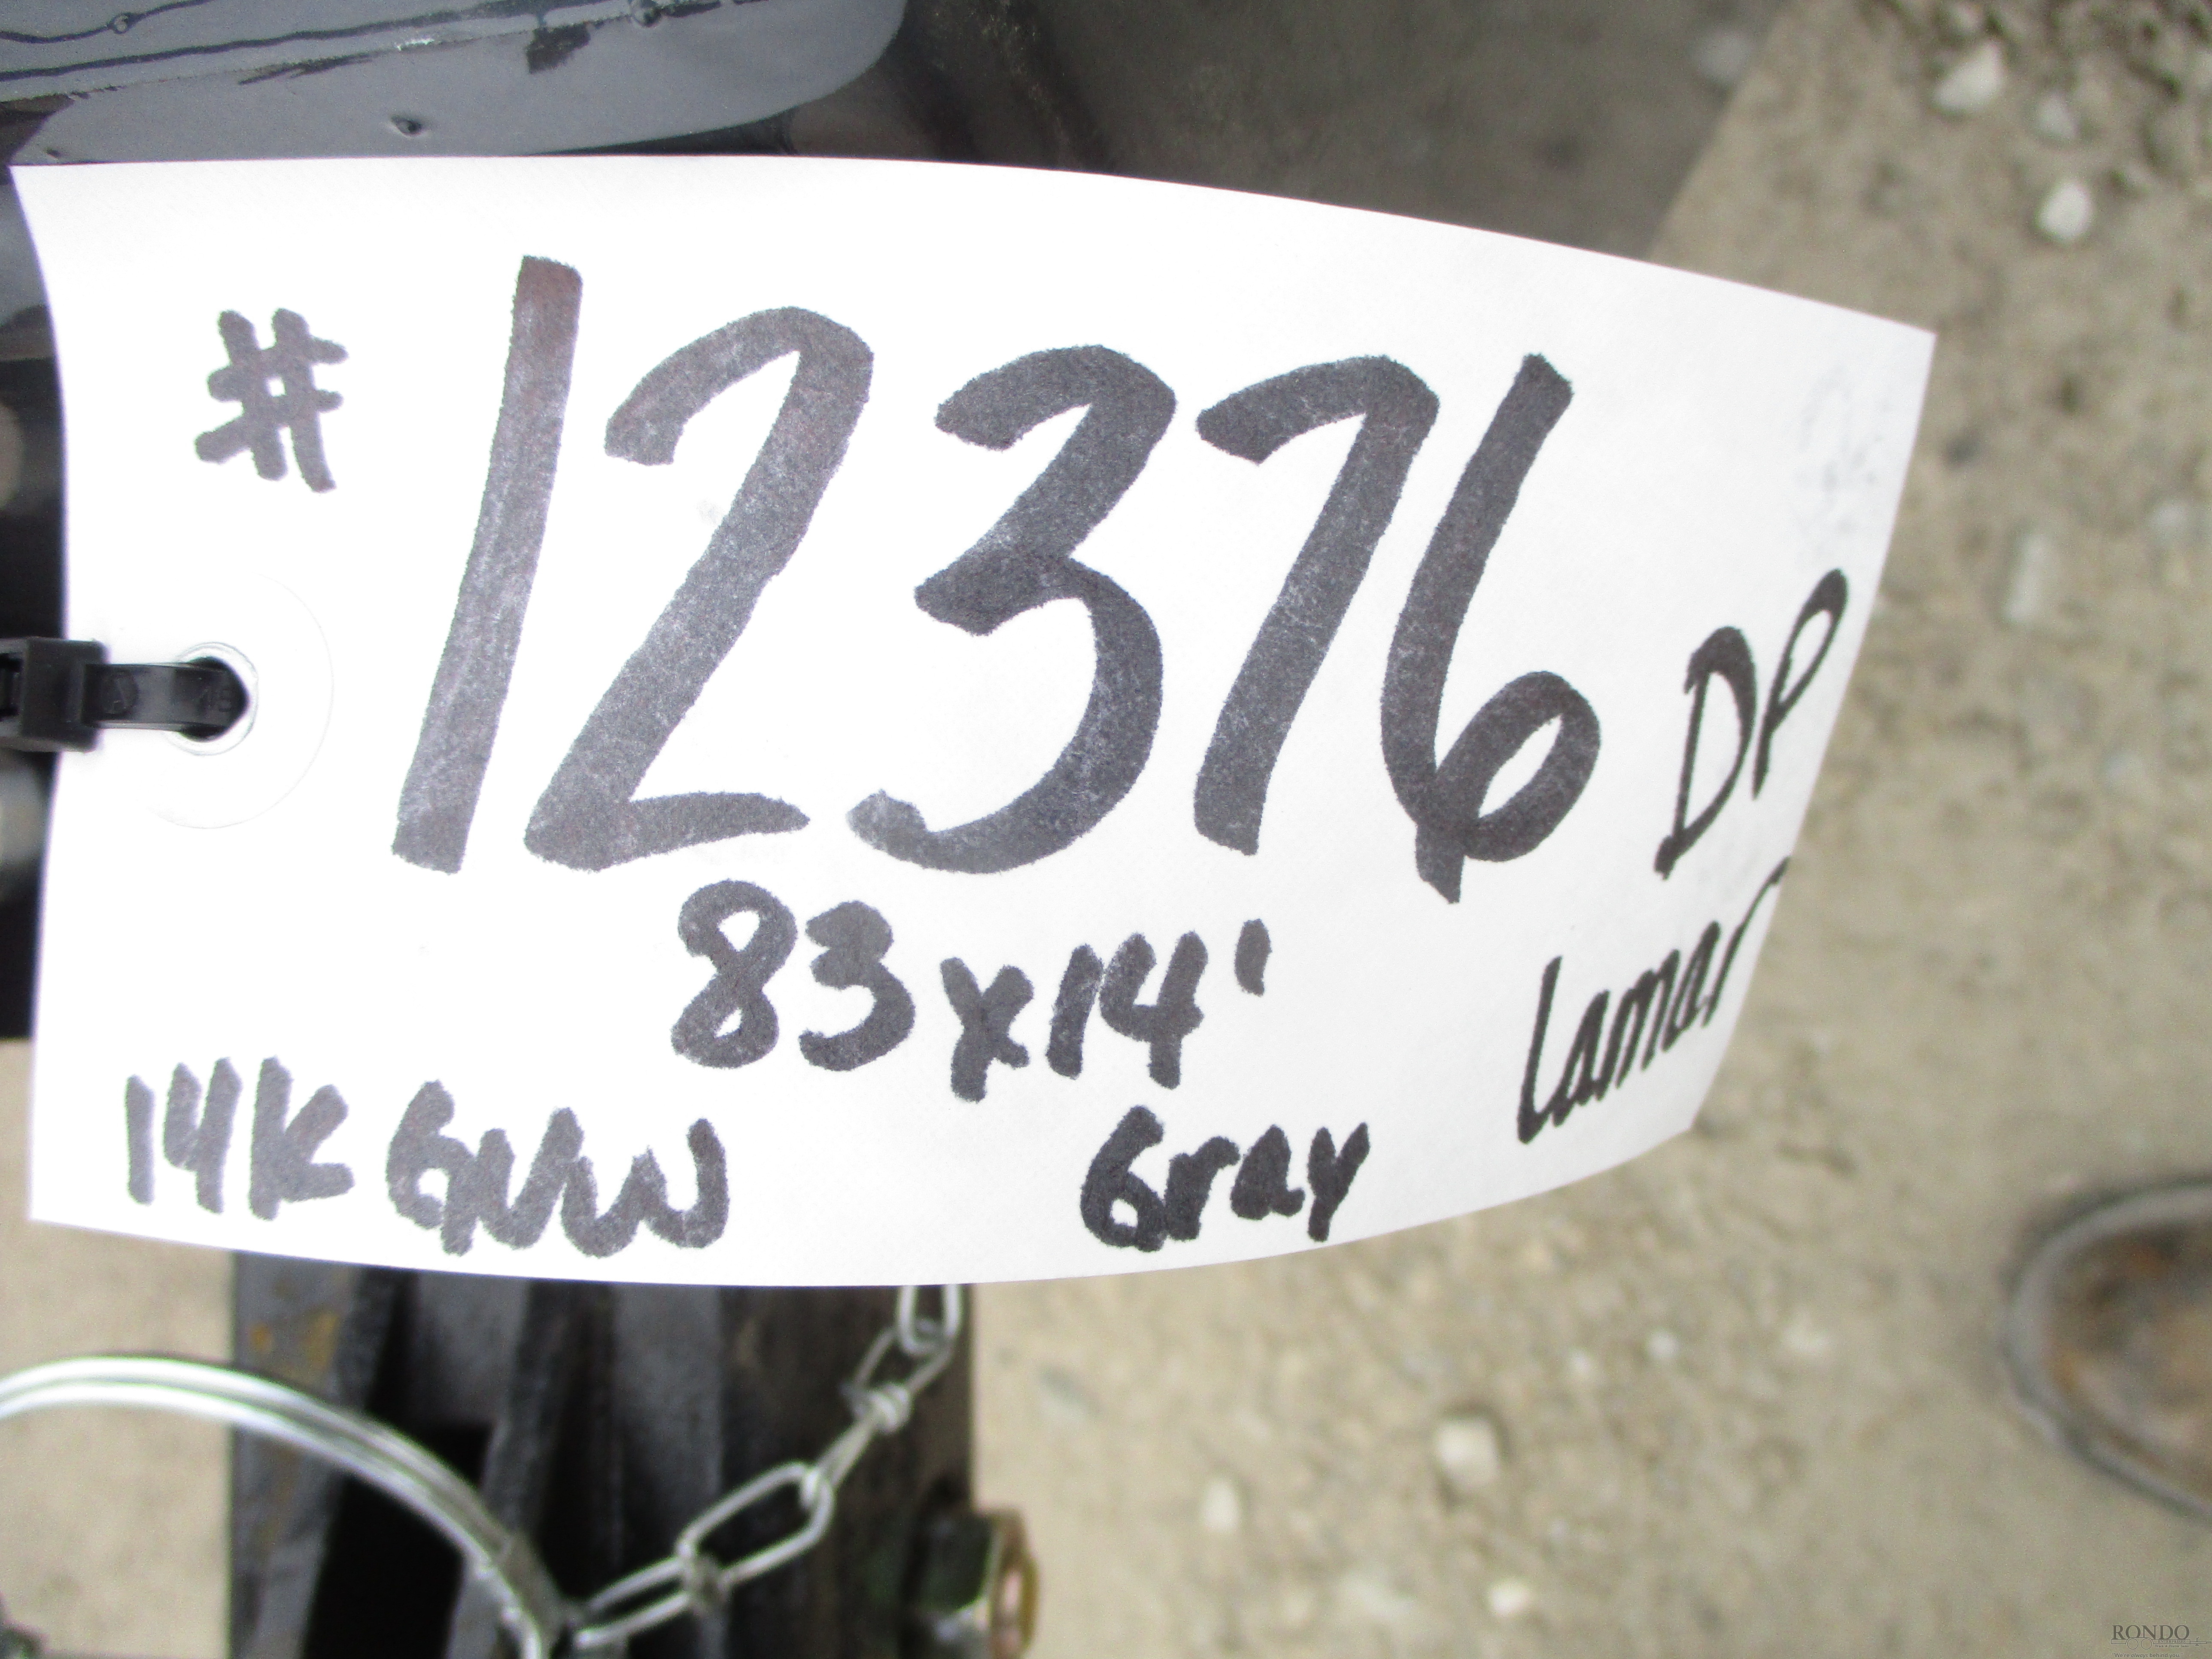 #12376
DP
83x14'
Lamar
14K GVW
Gray
RONDO